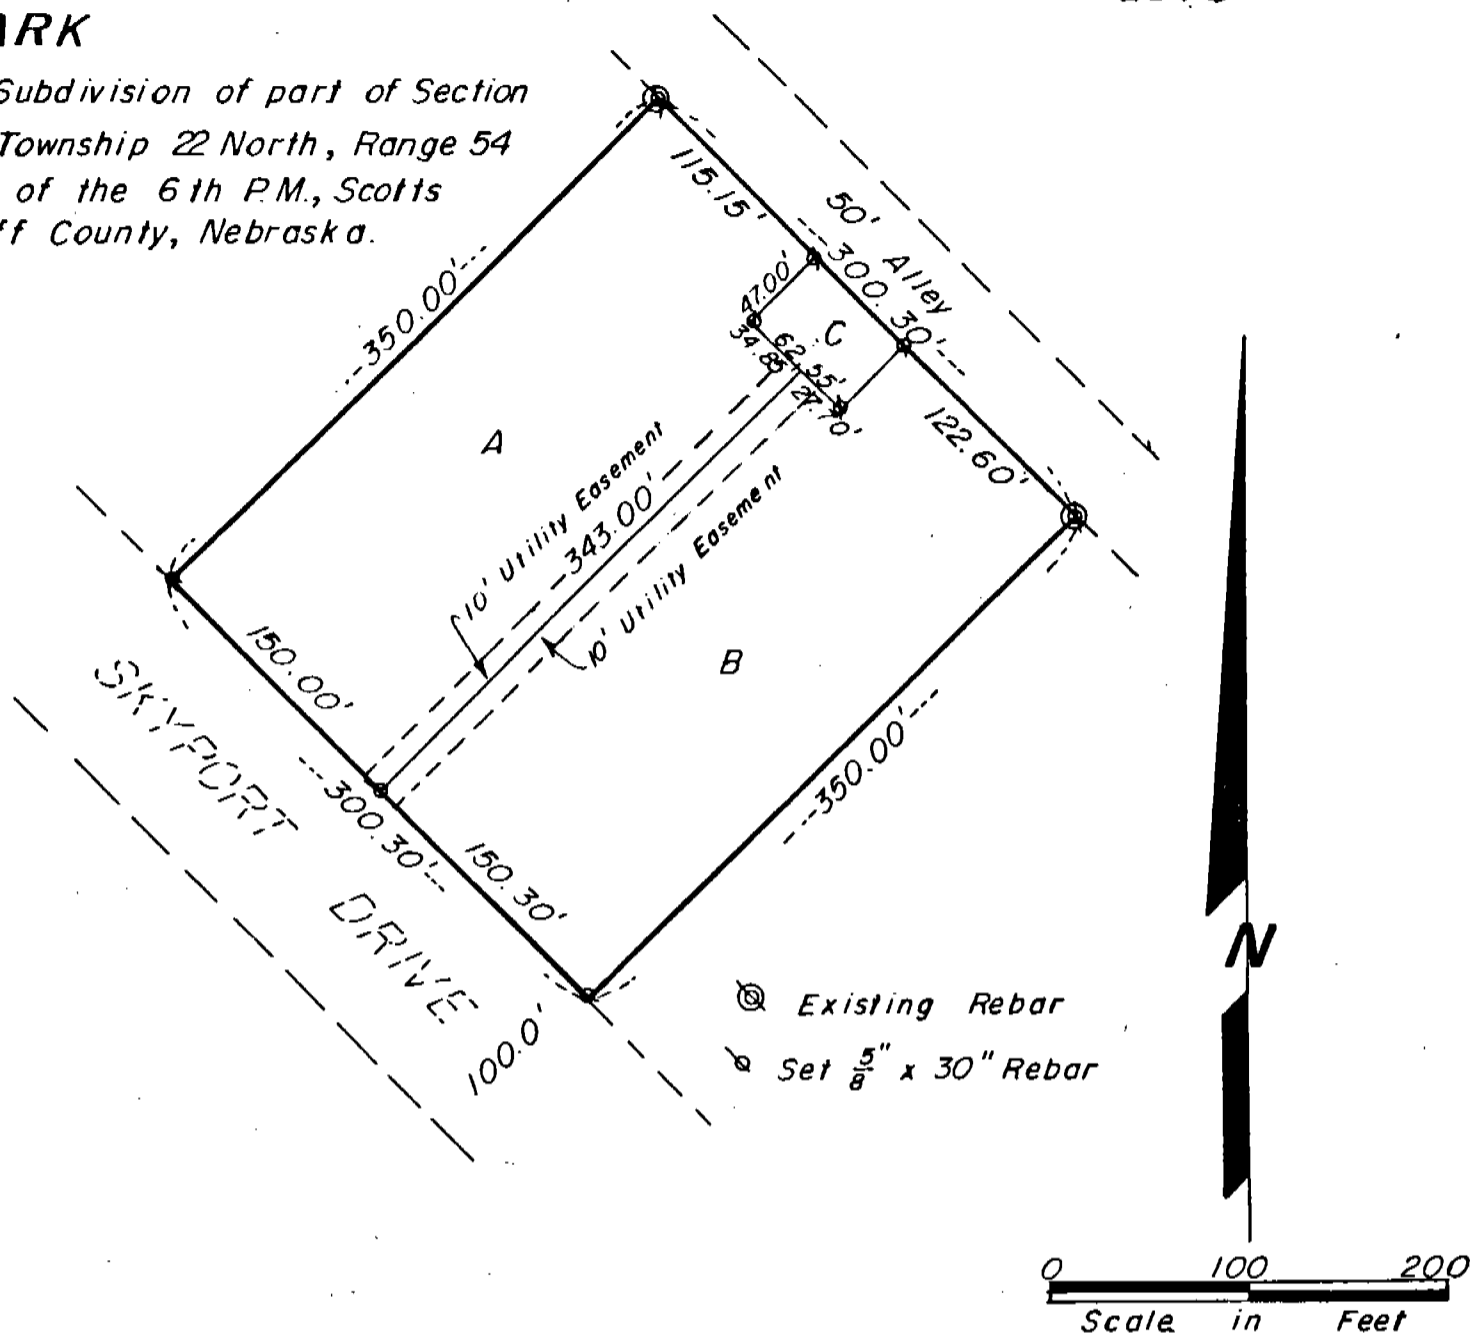 ARK
Subdivision of part of Section
Township 22 North, Range 54
of the 6th P.M., Scotts
ff County, Nebraska.
115.15'
50' Alley
300.30'
350.00'
47.00'
C
62.55'
34.85'
27.70'
122.60'
A
10' Utility Easement
343.00'
10' Utility Easement
B
150.00'
SKYPORT DRIVE
300.30'
150.30'
350.00'
100.0'
N
Existing Rebar
Set 5/8" x 30" Rebar
0 100 200
Scale in Feet